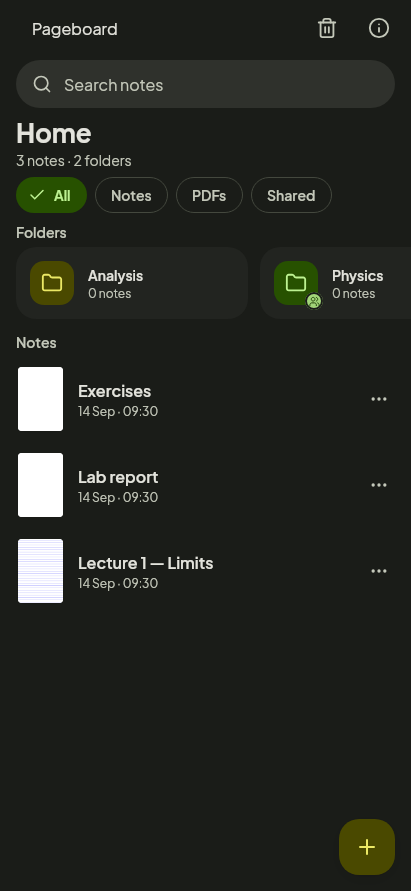 Pageboard
Search notes
Home
3 notes · 2 folders
All
Notes
PDFs
Shared
Folders
Analysis
0 notes
Physics
0 notes
Notes
Exercises
14 Sep · 09:30
Lab report
14 Sep · 09:30
Lecture 1 — Limits
14 Sep · 09:30